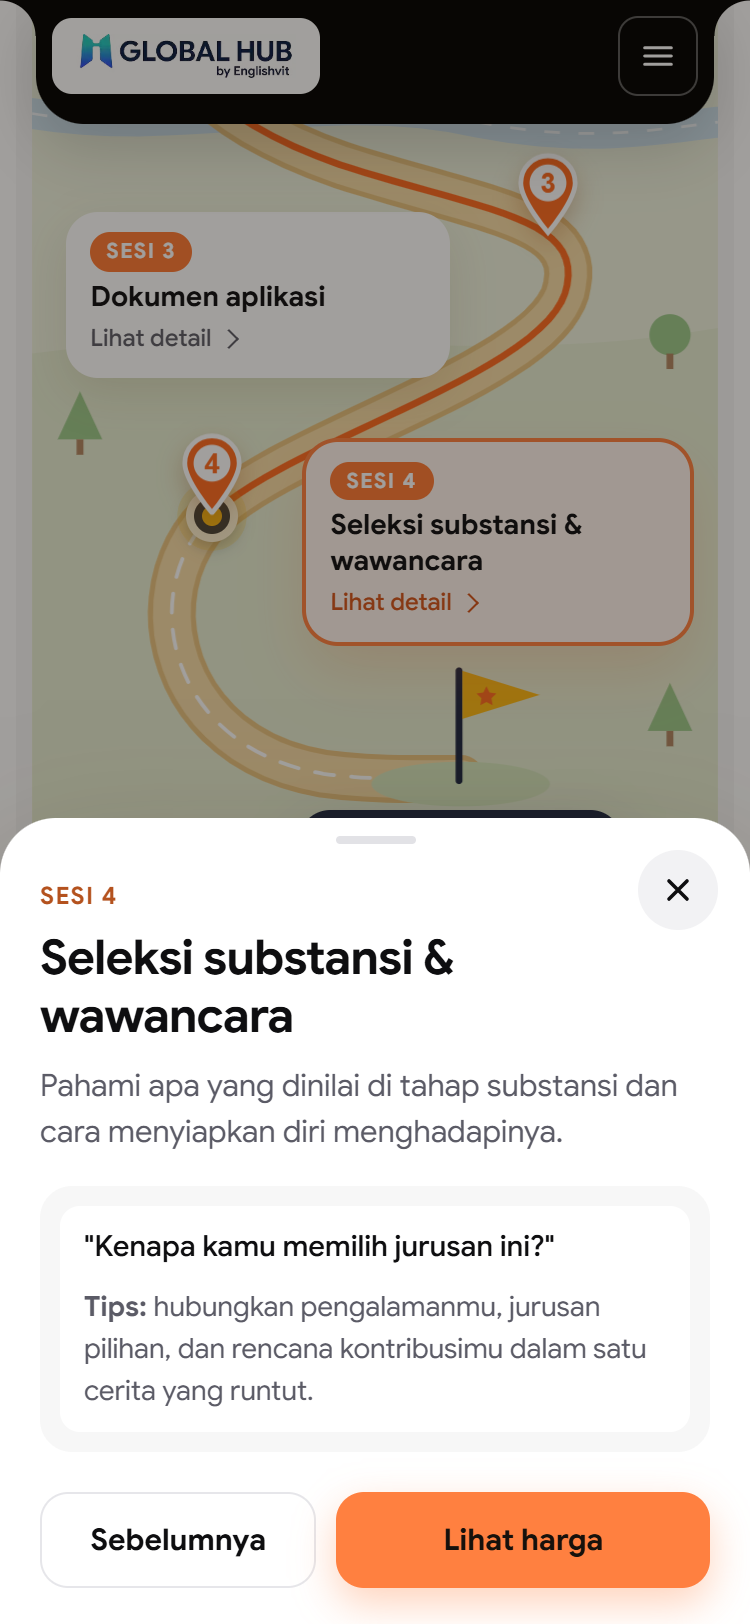 GLOBAL HUB
by Englishvit
3
SESI 3
Dokumen aplikasi
Lihat detail
4
SESI 4
Seleksi substansi &
wawancara
Lihat detail
SESI 4
Seleksi substansi &
wawancara
Pahami apa yang dinilai di tahap substansi dan
cara menyiapkan diri menghadapinya.
"Kenapa kamu memilih jurusan ini?"
Tips: hubungkan pengalamanmu, jurusan
pilihan, dan rencana kontribusimu dalam satu
cerita yang runtut.
Sebelumnya
Lihat harga